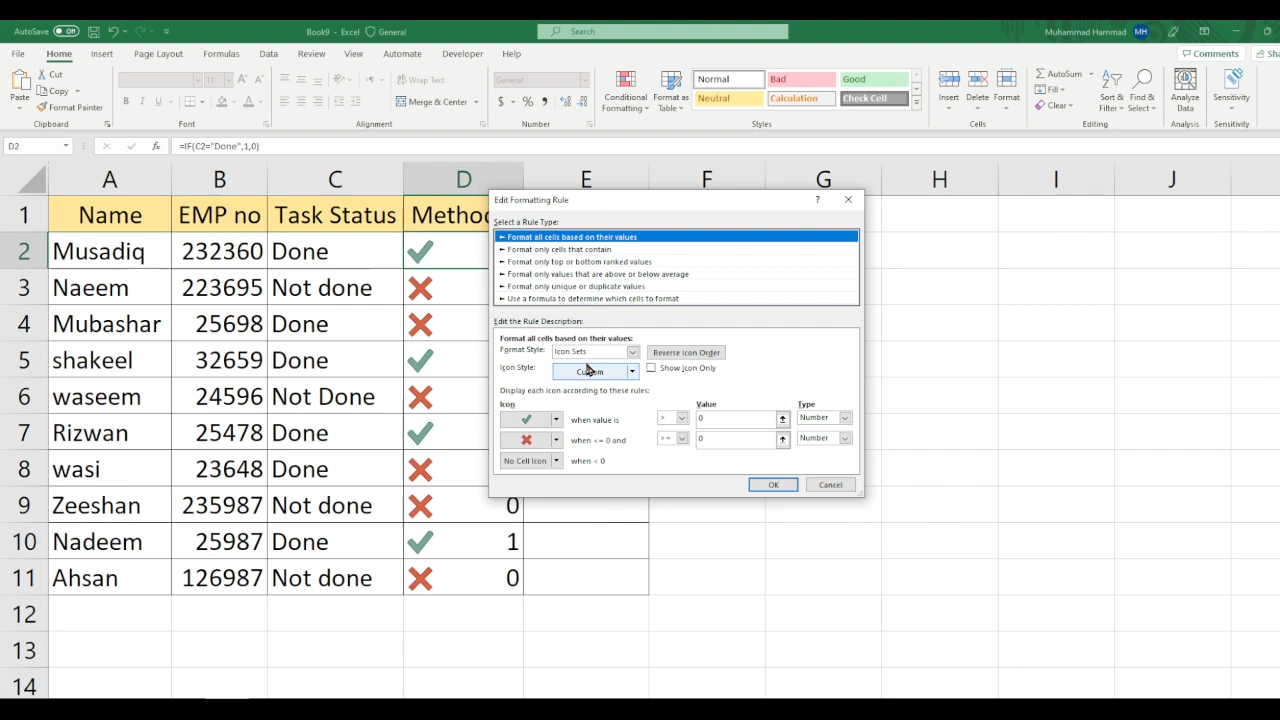 AutoSave Off Book9 - Excel General Search Muhammad Hammad MH
File Home Insert Page Layout Formulas Data Review View Automate Developer Help Comments Sha
Paste Cut Copy Format Painter Clipboard
11 B I U Font
Wrap Text Merge & Center Alignment
General $ % Number
Conditional Formatting Format as Table Normal Bad Good Neutral Calculation Check Cell Styles
Insert Delete Format Cells
AutoSum Fill Clear Sort & Filter Find & Select Editing
Analyze Data Analysis
Sensitivity Sensitivity
D2 fx =IF(C2="Done",1,0)
A B C D E F G H I J
1 Name EMP no Task Status Metho
2 Musadiq 232360 Done
3 Naeem 223695 Not done
4 Mubashar 25698 Done
5 shakeel 32659 Done
6 waseem 24596 Not Done
7 Rizwan 25478 Done
8 wasi 23648 Done
9 Zeeshan 235987 Not done 0
10 Nadeem 25987 Done 1
11 Ahsan 126987 Not done 0
12
13
14
Edit Formatting Rule ?
Select a Rule Type:
► Format all cells based on their values
► Format only cells that contain
► Format only top or bottom ranked values
► Format only values that are above or below average
► Format only unique or duplicate values
► Use a formula to determine which cells to format
Edit the Rule Description:
Format all cells based on their values:
Format Style: Icon Sets Reverse Icon Order
Icon Style: Custom Show Icon Only
Display each icon according to these rules:
Icon Value Type
when value is > 0 Number
when <= 0 and >= 0 Number
No Cell Icon when < 0
OK Cancel